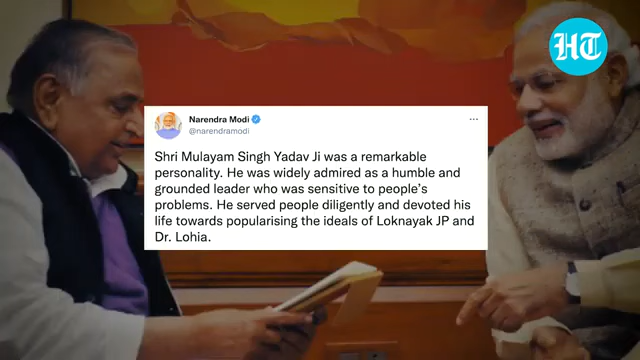 HT
Narendra Modi
@narendramodi
Shri Mulayam Singh Yadav Ji was a remarkable
personality. He was widely admired as a humble and
grounded leader who was sensitive to people's
problems. He served people diligently and devoted his
life towards popularising the ideals of Loknayak JP and
Dr. Lohia.